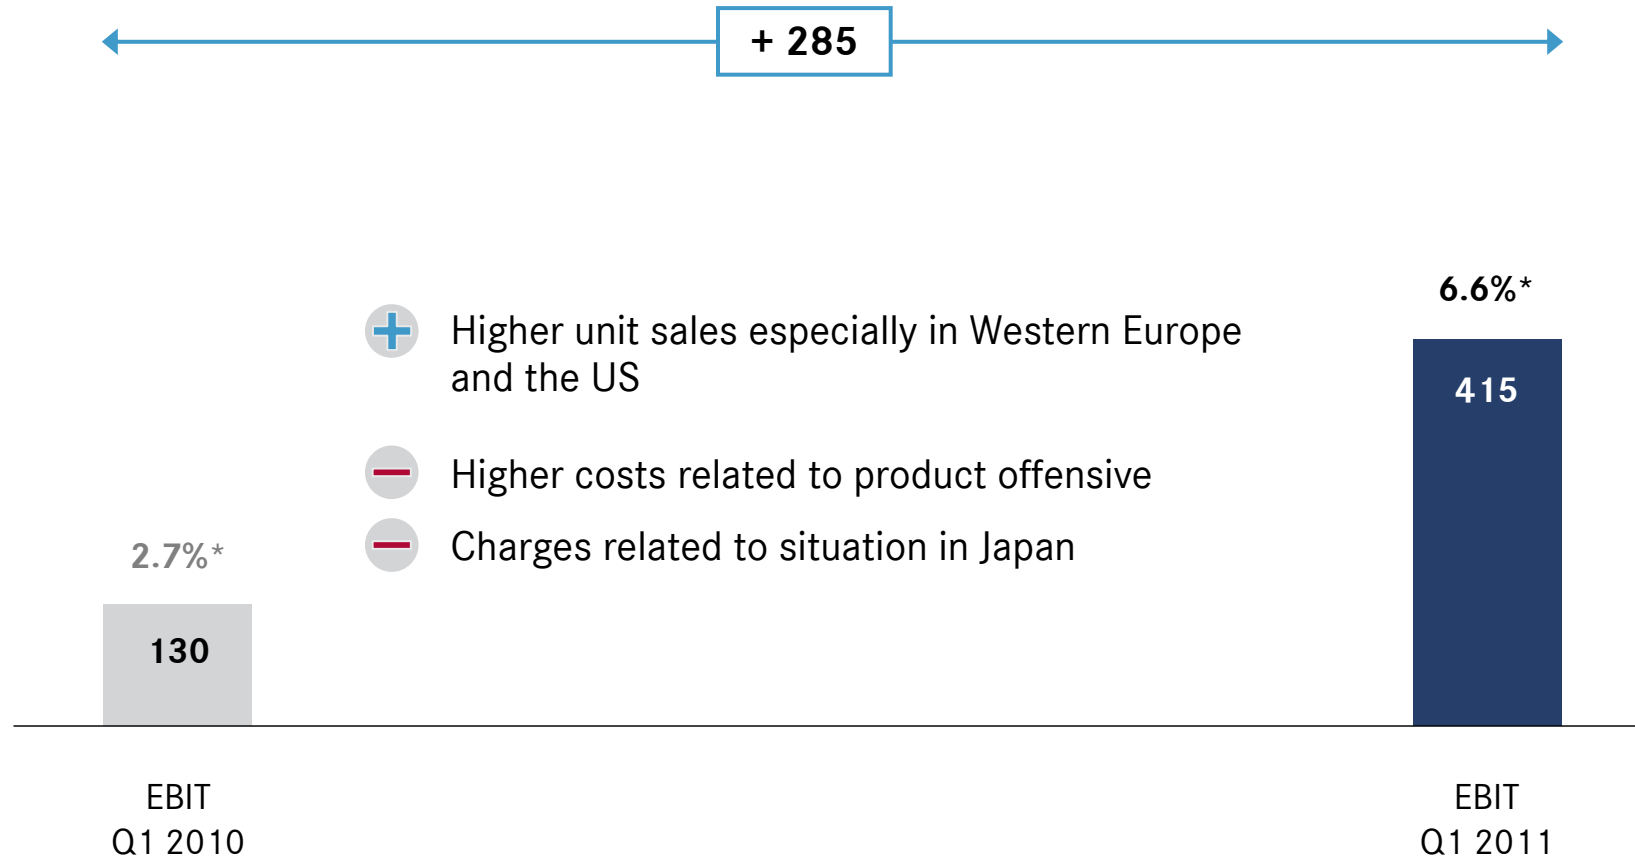 + 285
6.6%*
Higher unit sales especially in Western Europe
and the US
415
Higher costs related to product offensive
2.7%*
Charges related to situation in Japan
130
EBIT
Q1 2010
EBIT
Q1 2011